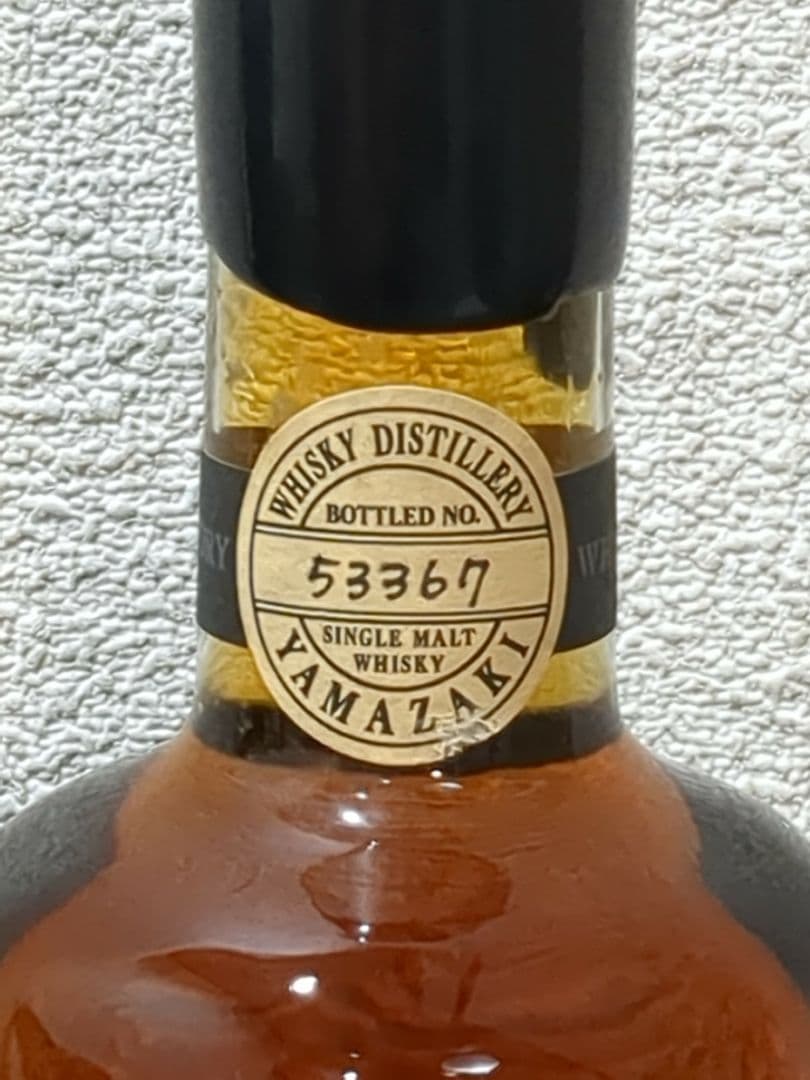 WHISKY DISTILLERY
BOTTLED NO.
53367
SINGLE MALT
WHISKY
YAMAZAKI